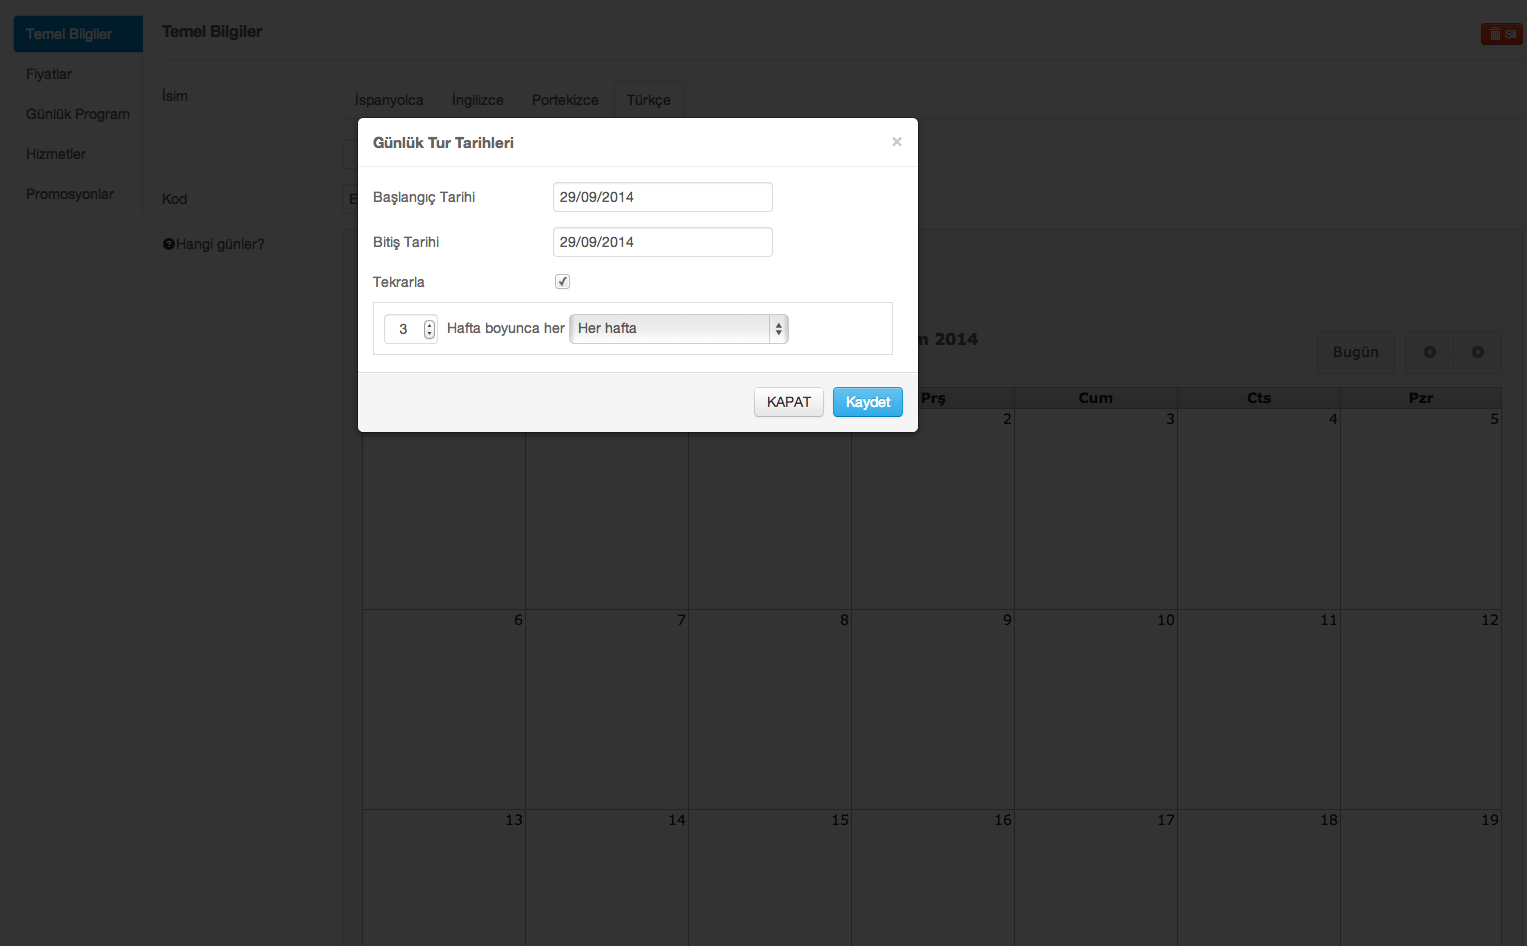 Temel Bilgiler
Fiyatlar
Günlük Program
Hizmetler
Promosyonlar
Temel Bilgiler
Sil
İsim
İspanyolca İngilizce Portekizce Türkçe
Kod
E
Hangi günler?
Günlük Tur Tarihleri ×
Başlangıç Tarihi 29/09/2014
Bitiş Tarihi 29/09/2014
Tekrarla
3 Hafta boyunca her Her hafta
KAPAT Kaydet
2014
Bugün
Prş Cum Cts Pzr
2 3 4 5
6 7 8 9 10 11 12
13 14 15 16 17 18 19